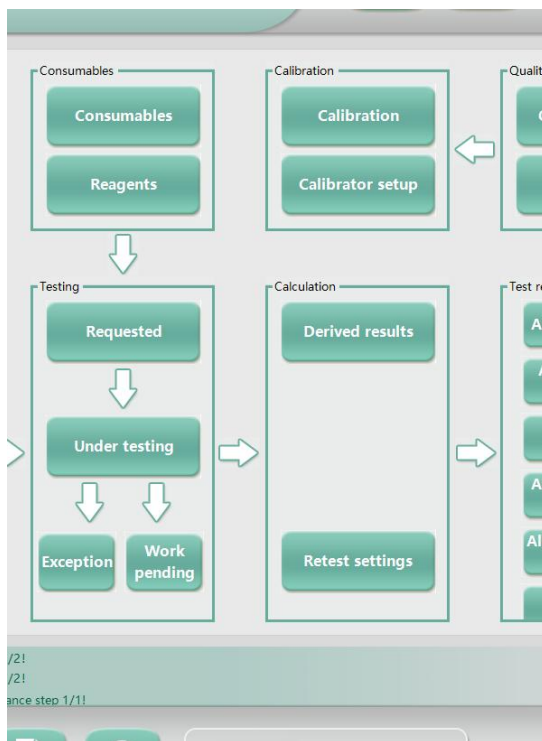 Consumables
Calibration
Consumables
Calibration
Reagents
Calibrator setup
Testing
Calculation
Test
Requested
Derived results
Under testing
Exception
Work
pending
Retest settings
/2!
/2!
step 1/1!